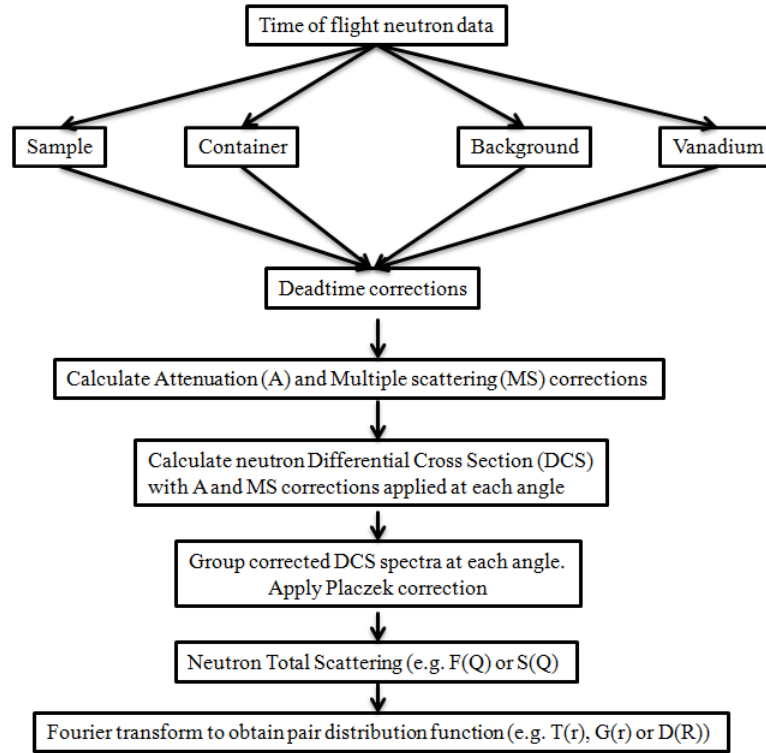 Time of flight neutron data
Sample
Container
Background
Vanadium
Deadtime corrections
Calculate Attenuation (A) and Multiple scattering (MS) corrections
Calculate neutron Differential Cross Section (DCS)
with A and MS corrections applied at each angle
Group corrected DCS spectra at each angle.
Apply Placzek correction
Neutron Total Scattering (e.g. F(Q) or S(Q)
Fourier transform to obtain pair distribution function (e.g. T(r), G(r) or D(R))